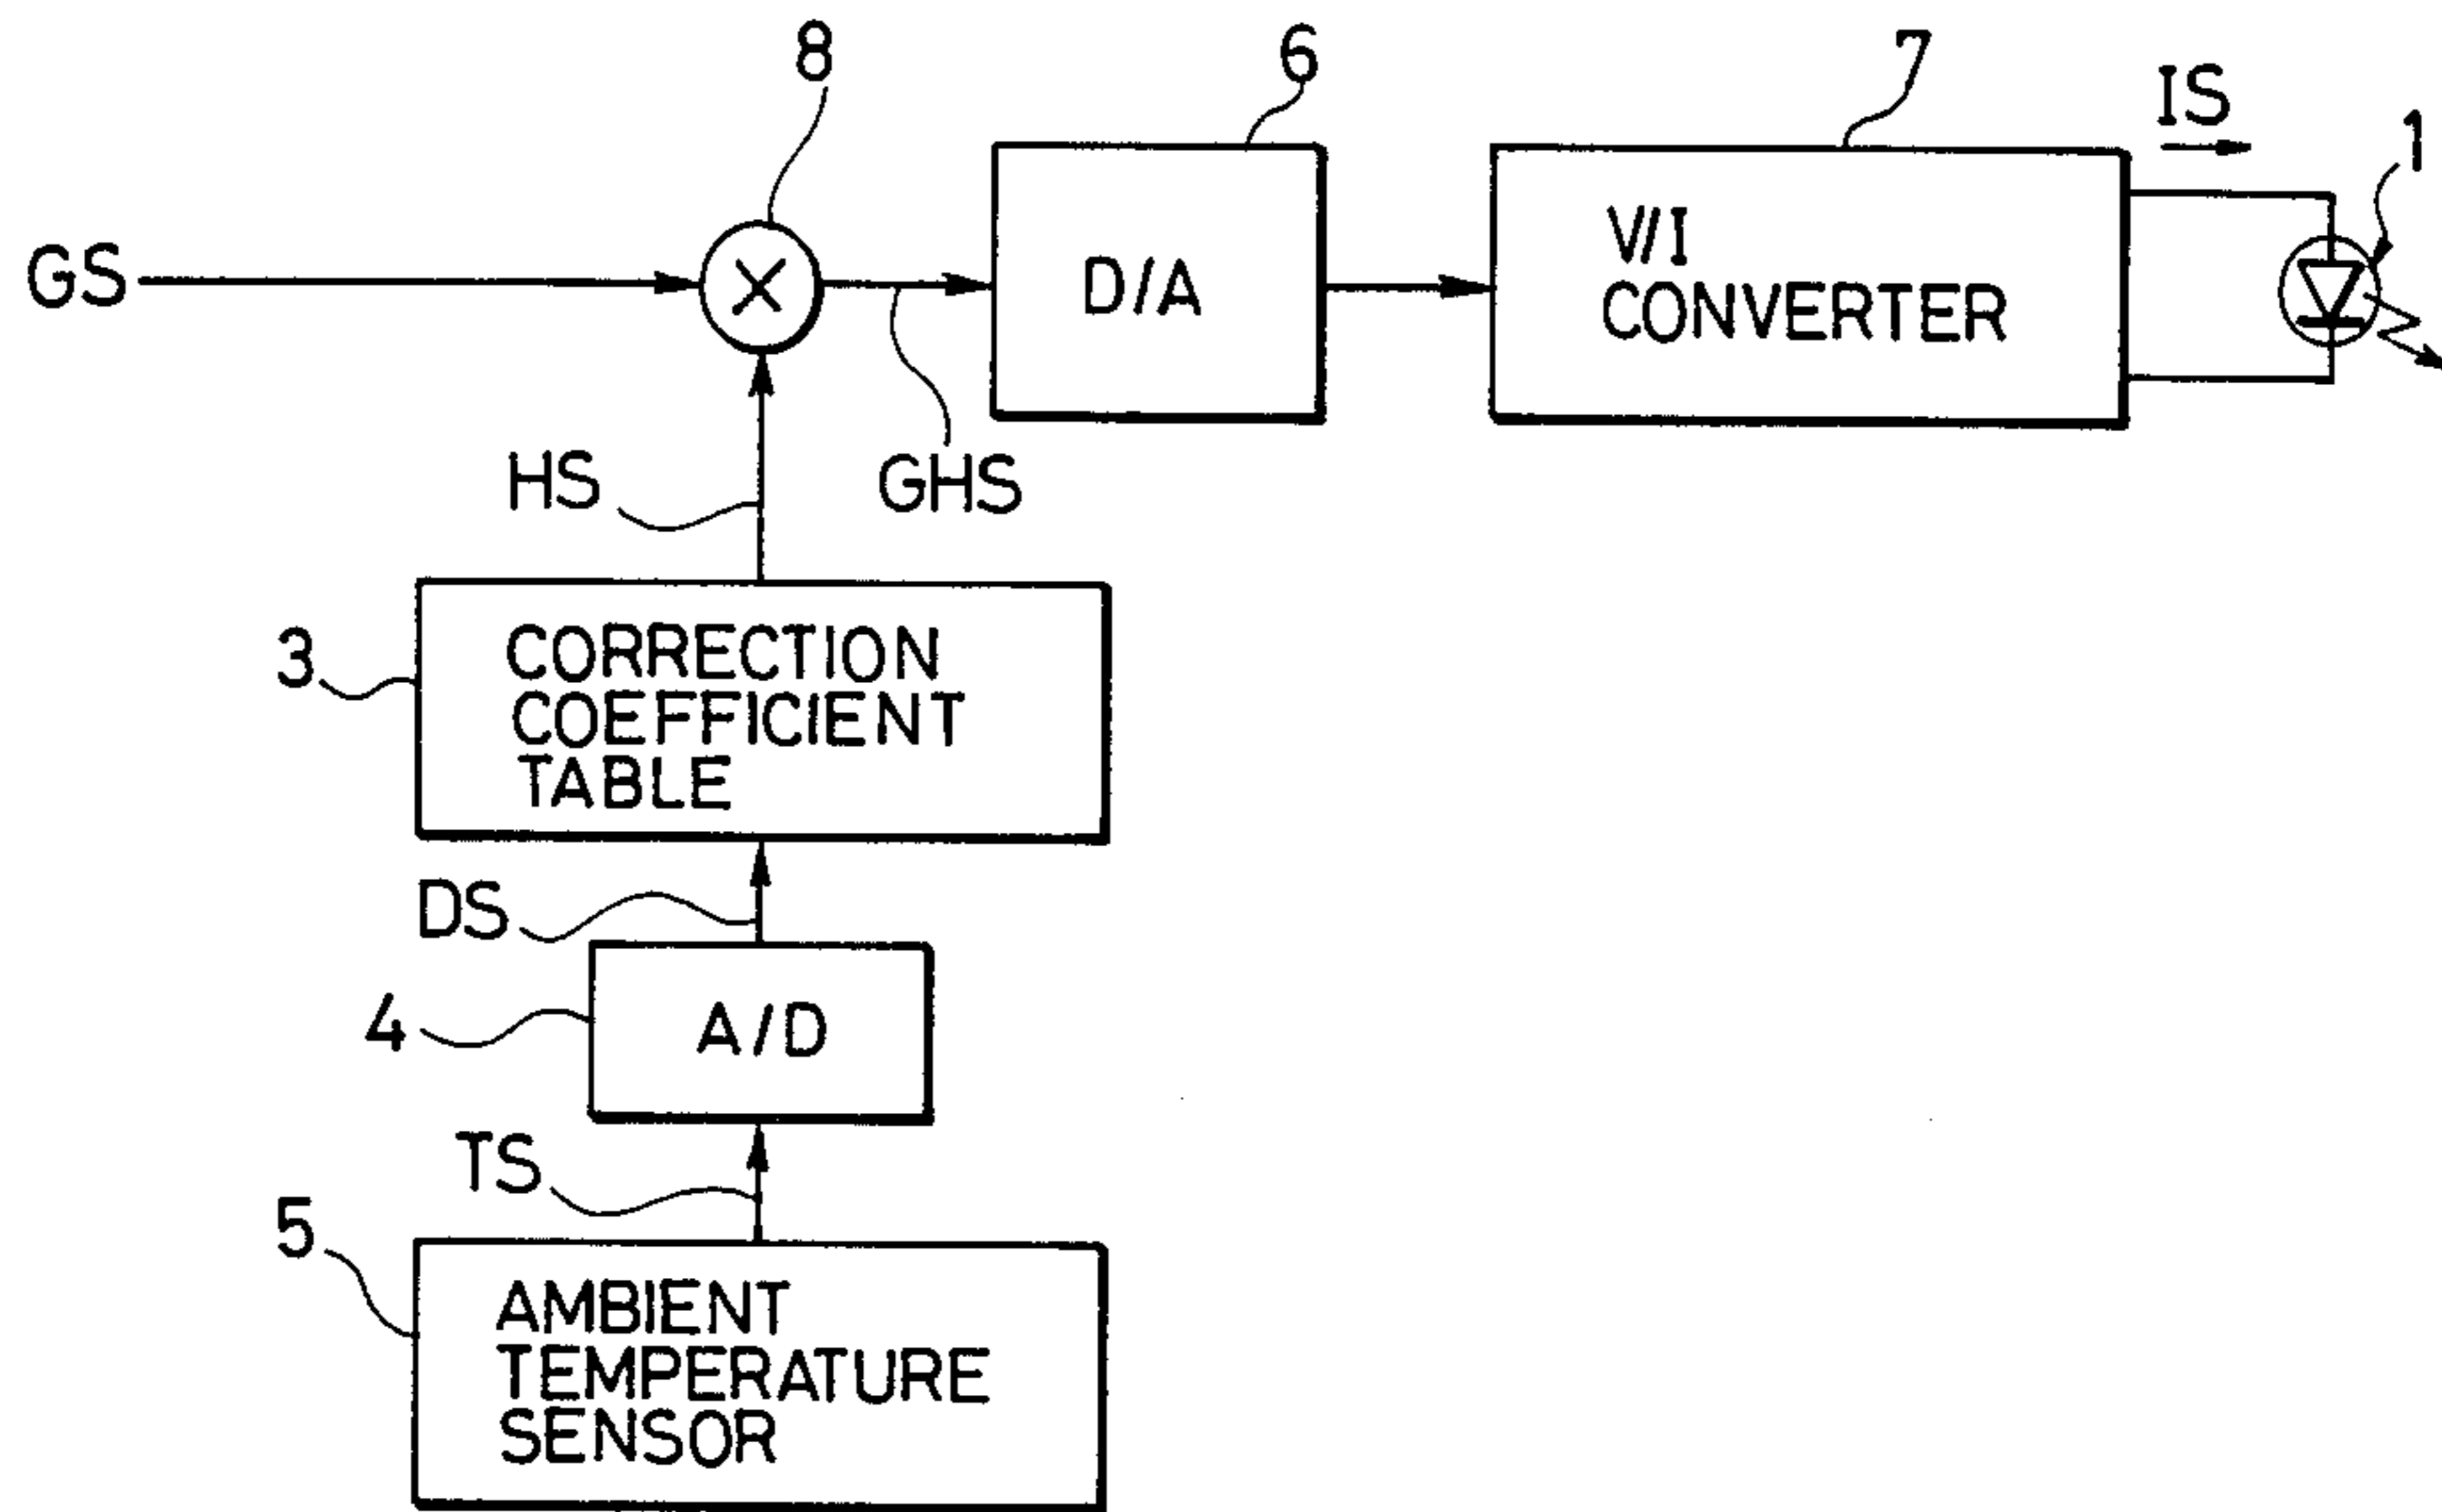 8
6
7
IS
1
GS
×
D/A
V/I
CONVERTER
HS
GHS
3
CORRECTION
COEFFICIENT
TABLE
DS
4
A/D
TS
5
AMBIENT
TEMPERATURE
SENSOR